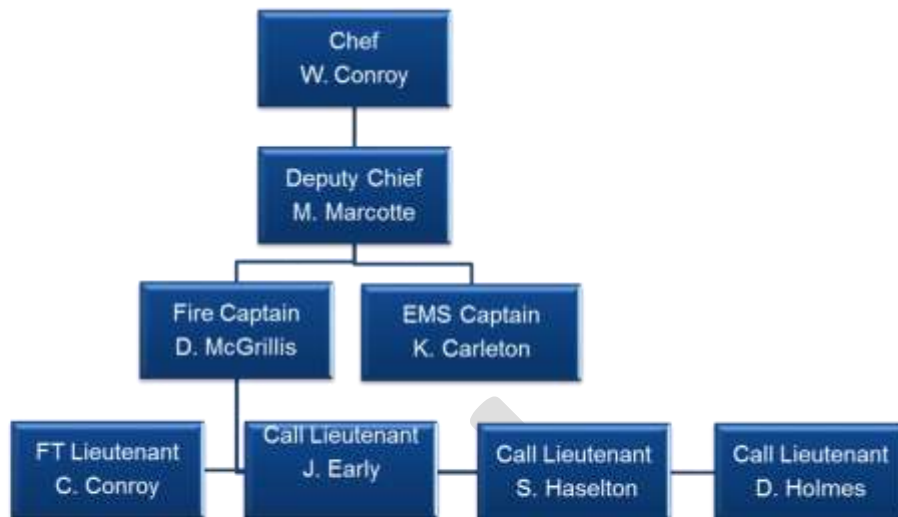 Chef
W. Conroy
Deputy Chief
M. Marcotte
Fire Captain
D. McGrillis
EMS Captain
K. Carleton
FT Lieutenant
C. Conroy
Call Lieutenant
J. Early
Call Lieutenant
S. Haselton
Call Lieutenant
D. Holmes